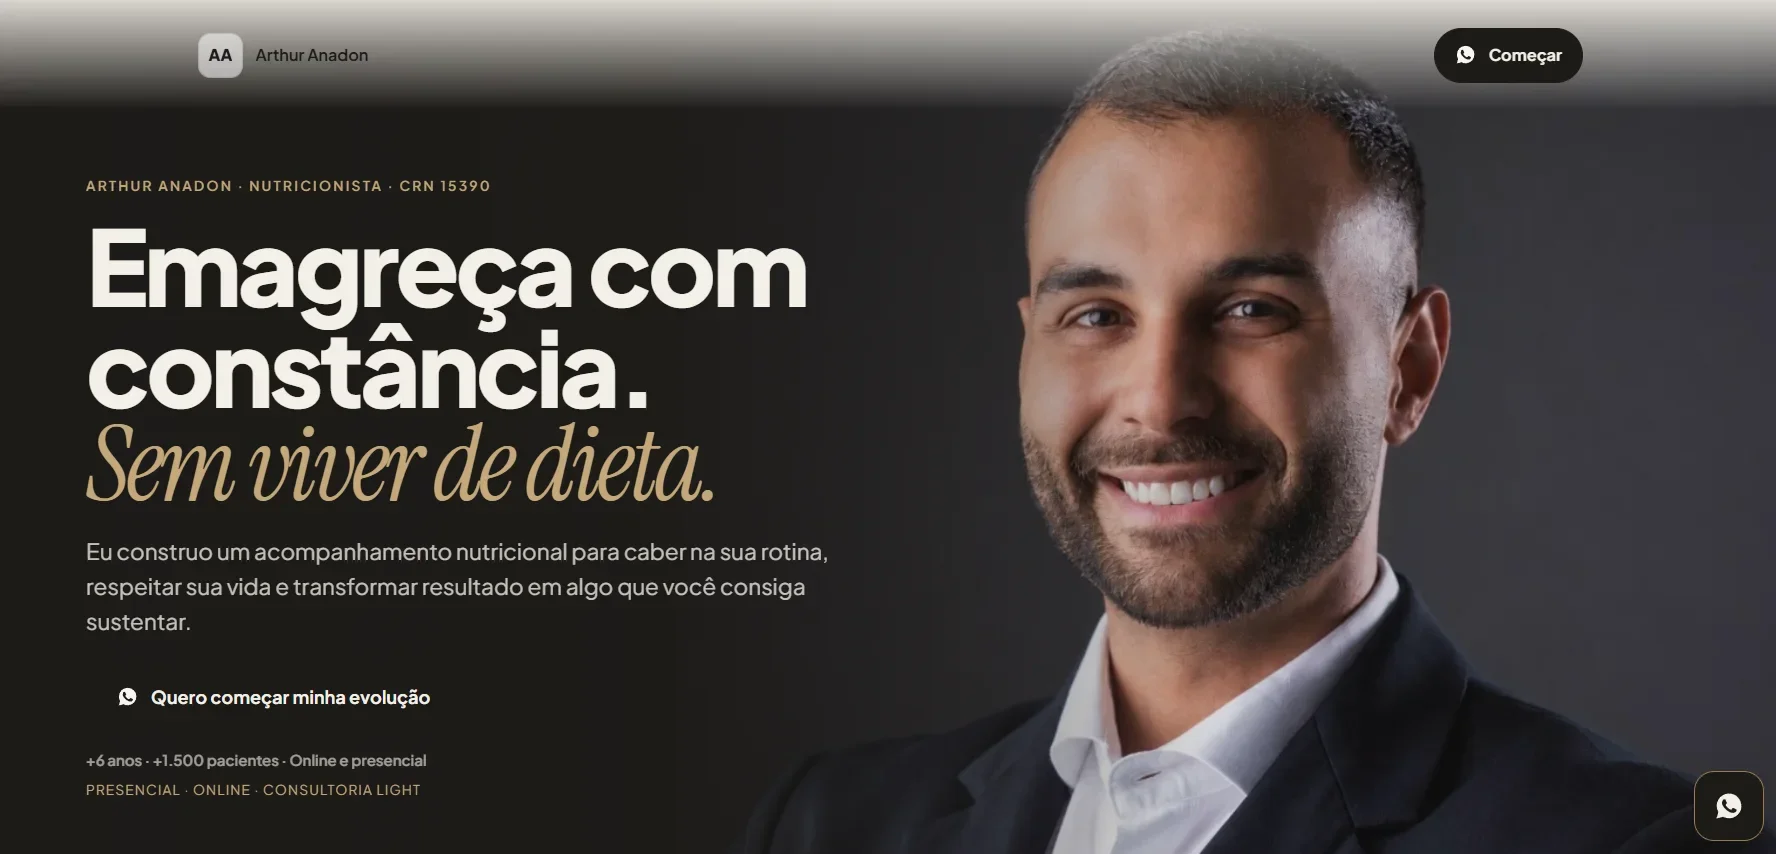 AA Arthur Anadon
Começar
ARTHUR ANADON · NUTRICIONISTA · CRN 15390
Emagreça com
constância.
Sem viver de dieta.
Eu construo um acompanhamento nutricional para caber na sua rotina,
respeitar sua vida e transformar resultado em algo que você consiga
sustentar.
Quero começar minha evolução
+6 anos · +1.500 pacientes · Online e presencial
PRESENCIAL · ONLINE · CONSULTORIA LIGHT